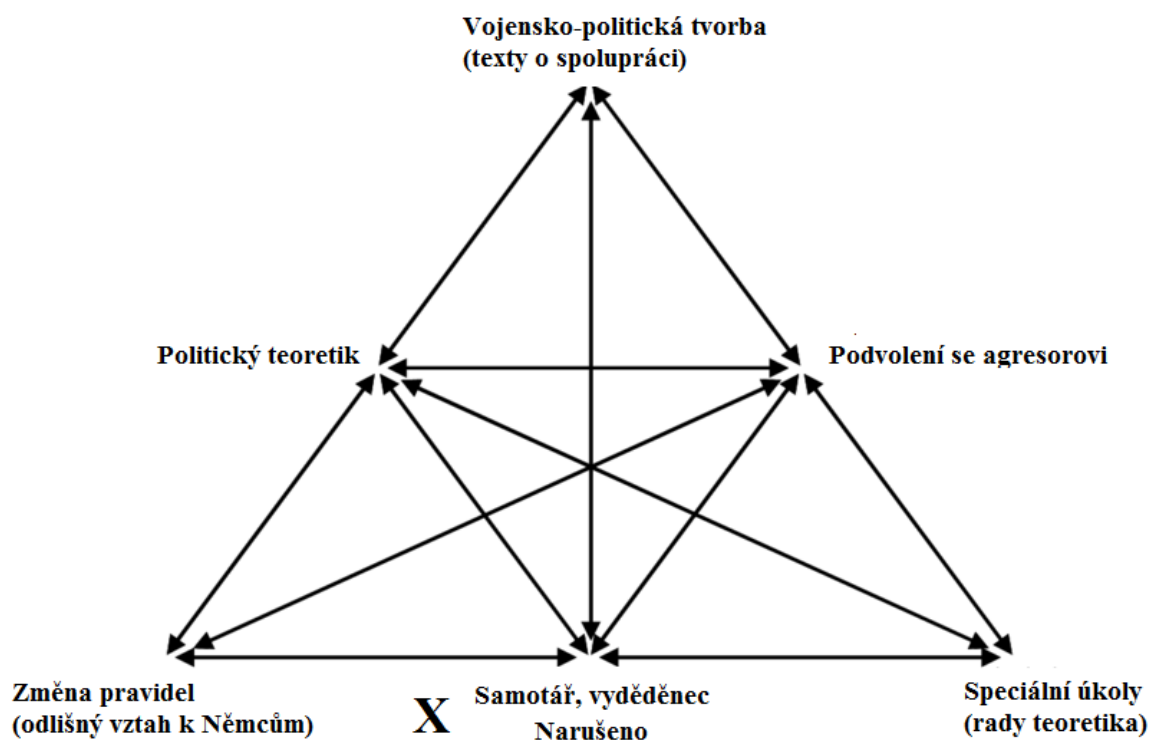 Vojensko-politická tvorba
(texty o spolupráci)
Politický teoretik
Podvolení se agresorovi
Změna pravidel
(odlišný vztah k Němcům)
X
Samotář, vyděděnec
Narušeno
Speciální úkoly
(rady teoretika)